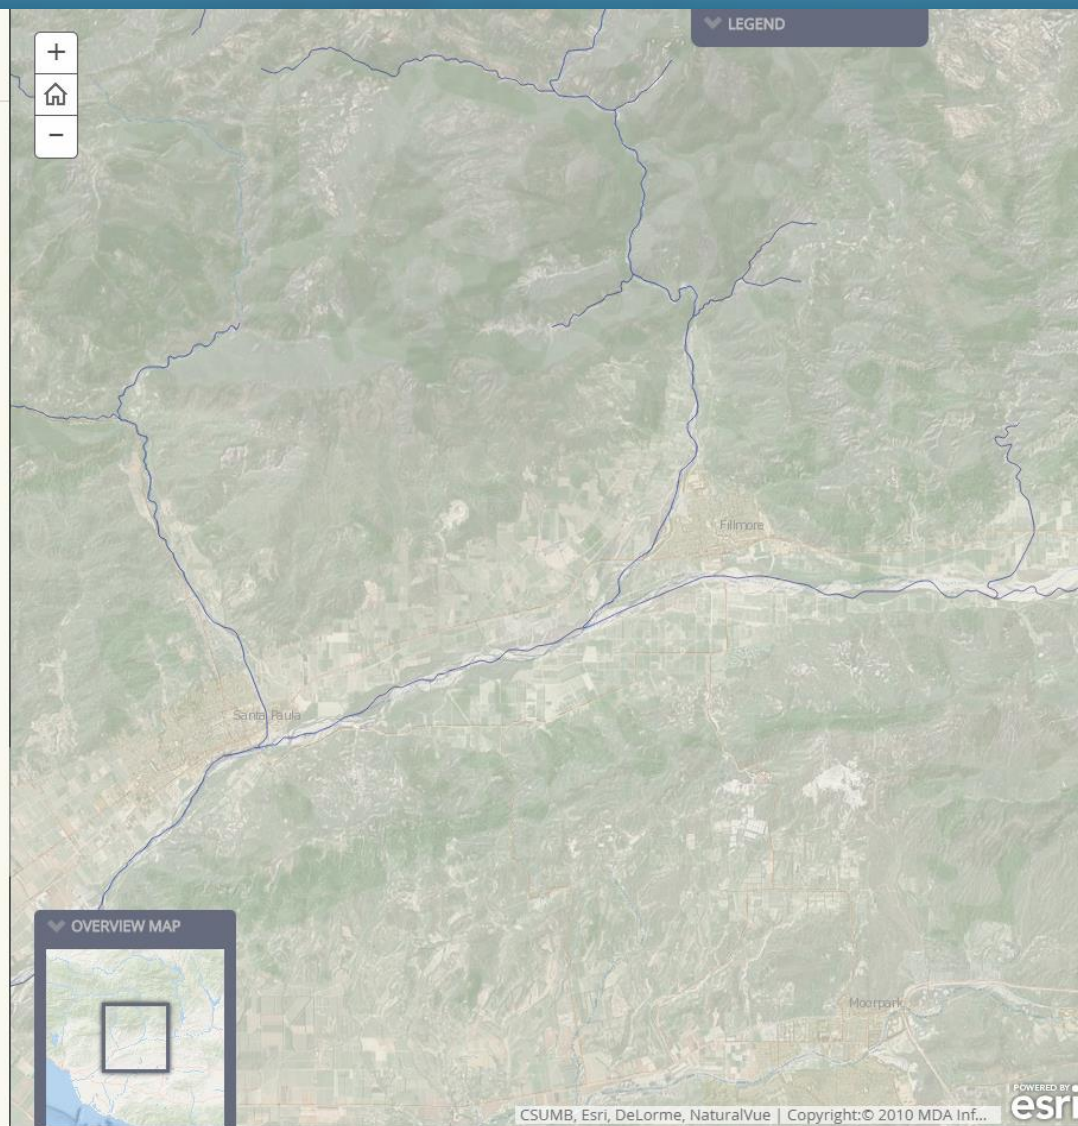 LEGEND
+
−
Fillmore
Santa Paula
OVERVIEW MAP
Moorpark
POWERED BY
esri
CSUMB, Esri, DeLorme, NaturalVue | Copyright:© 2010 MDA Inf...